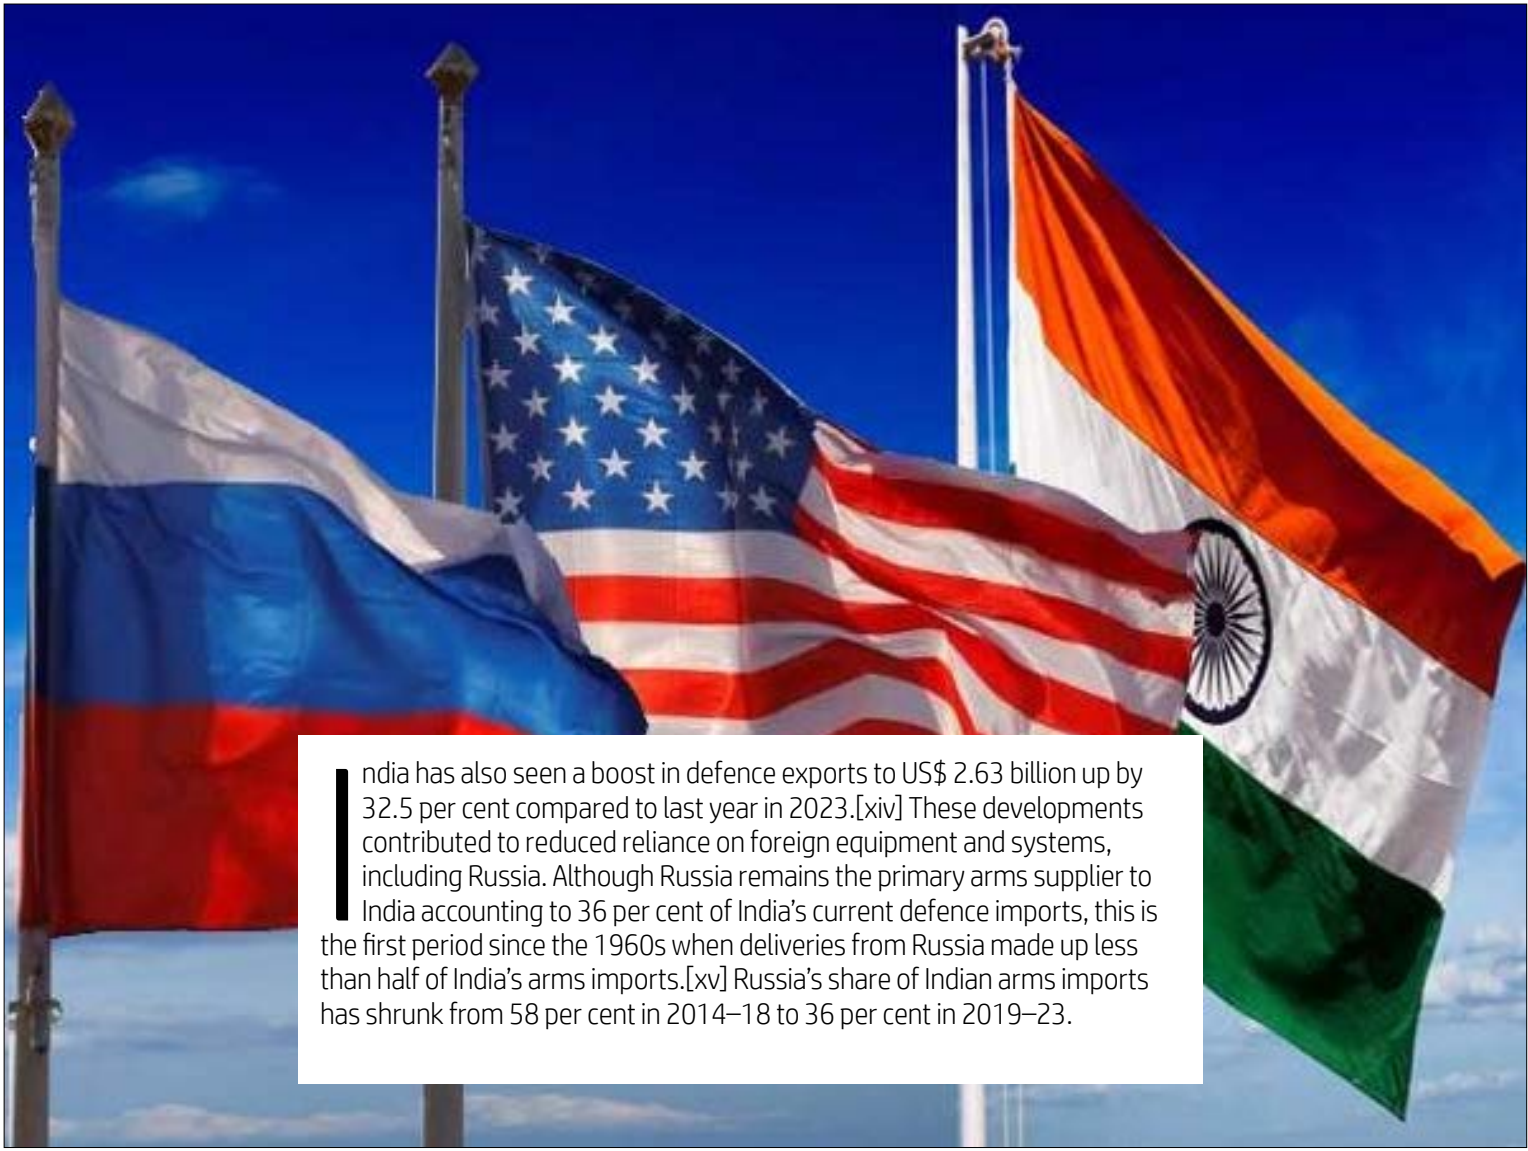 India has also seen a boost in defence exports to US$ 2.63 billion up by
32.5 per cent compared to last year in 2023.[xiv] These developments
contributed to reduced reliance on foreign equipment and systems,
including Russia. Although Russia remains the primary arms supplier to
India accounting to 36 per cent of India’s current defence imports, this is
the first period since the 1960s when deliveries from Russia made up less
than half of India’s arms imports.[xv] Russia’s share of Indian arms imports
has shrunk from 58 per cent in 2014–18 to 36 per cent in 2019–23.